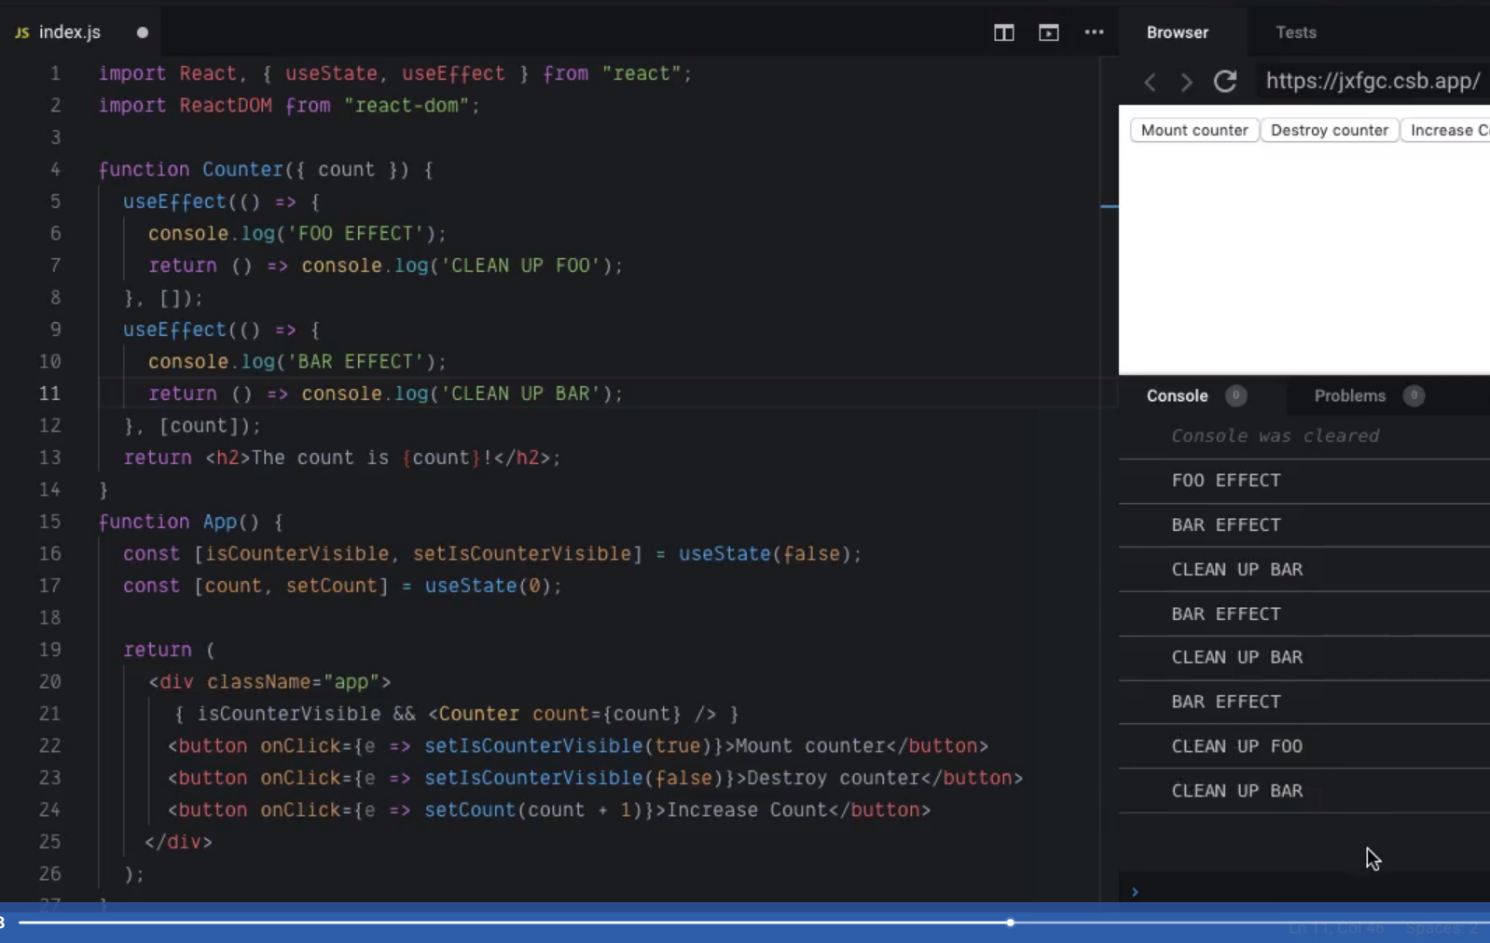 JS index.js
1 import React, { useState, useEffect } from "react";
2 import ReactDOM from "react-dom";
3
4 function Counter({ count }) {
5 useEffect(() => {
6 console.log('FOO EFFECT');
7 return () => console.log('CLEAN UP FOO');
8 }, []);
9 useEffect(() => {
10 console.log('BAR EFFECT');
11 return () => console.log('CLEAN UP BAR');
12 }, [count]);
13 return <h2>The count is {count}!</h2>;
14 }
15 function App() {
16 const [isCounterVisible, setIsCounterVisible] = useState(false);
17 const [count, setCount] = useState(0);
18
19 return (
20 <div className="app">
21 { isCounterVisible && <Counter count={count} /> }
22 <button onClick={e => setIsCounterVisible(true)}>Mount counter</button>
23 <button onClick={e => setIsCounterVisible(false)}>Destroy counter</button>
24 <button onClick={e => setCount(count + 1)}>Increase Count</button>
25 </div>
26 );
27 }
Browser Tests
https://jxfgc.csb.app/
Mount counter Destroy counter Increase C
Console 0 Problems 0
Console was cleared
FOO EFFECT
BAR EFFECT
CLEAN UP BAR
BAR EFFECT
CLEAN UP BAR
BAR EFFECT
CLEAN UP FOO
CLEAN UP BAR
Ln 11, Col 46 Spaces: 2